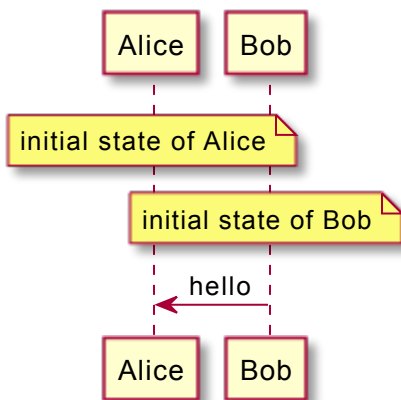 Alice Bob
initial state of Alice
initial state of Bob
hello
Alice Bob